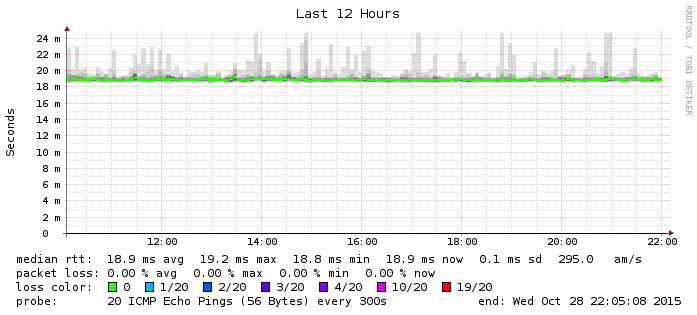 Last 12 Hours
RRDTOOL / TOBI OETIKER
Seconds
24 m
22 m
20 m
18 m
16 m
14 m
12 m
10 m
8 m
6 m
4 m
2 m
0
12:00 14:00 16:00 18:00 20:00 22:00
median rtt: 18.9 ms avg 19.2 ms max 18.8 ms min 18.9 ms now 0.1 ms sd 295.0 am/s
packet loss: 0.00 % avg 0.00 % max 0.00 % min 0.00 % now
loss color: 0 1/20 2/20 3/20 4/20 10/20 19/20
probe: 20 ICMP Echo Pings (56 Bytes) every 300s end: Wed Oct 28 22:05:08 2015